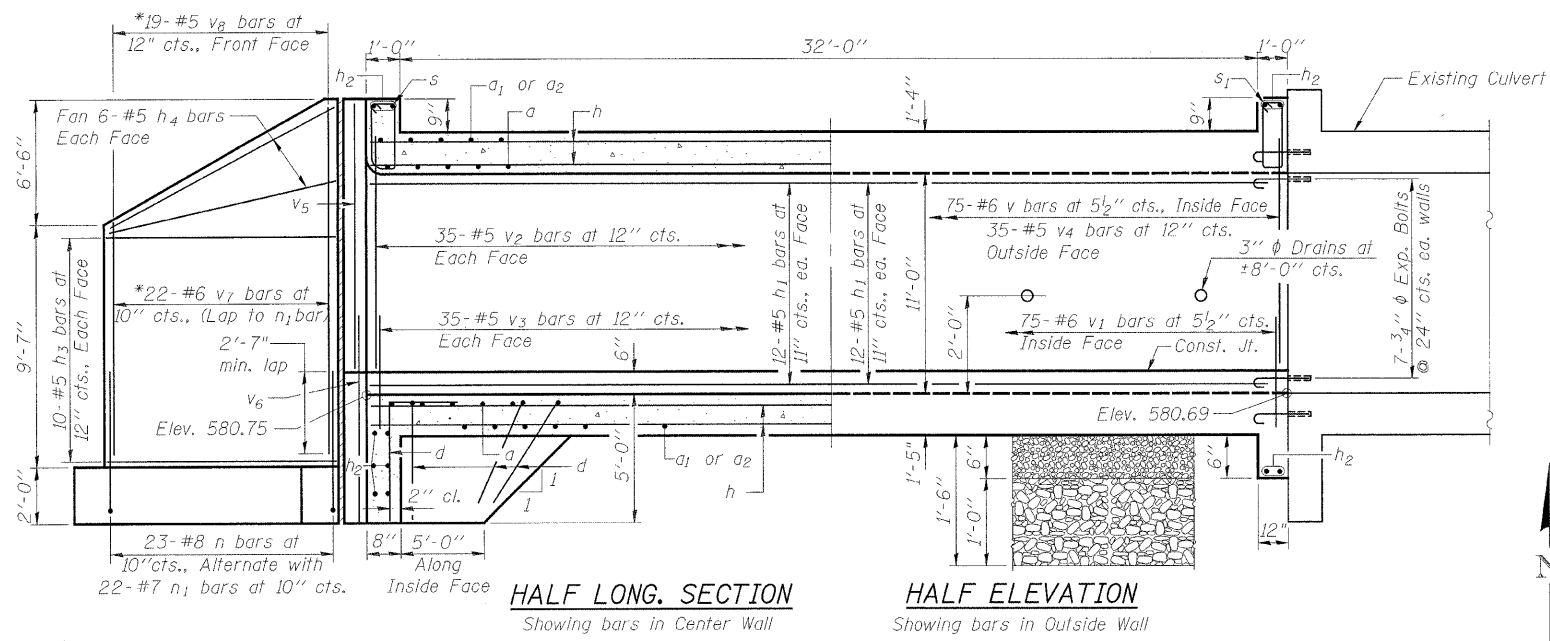 *19-#5 v8 bars at
12" cts., Front Face
1'-0"
32'-0"
1'-0"
h2
s
a1 or a2
a
h
s1
h2
Existing Culvert
Fan 6-#5 h4 bars
Each Face
9"
1'-4"
9"
6'-6"
v5
75-#6 v bars at 5½" cts., Inside Face
35-#5 v4 bars at 12" cts.
Outside Face
35-#5 v2 bars at 12" cts.
Each Face
3" φ Drains at
±8'-0" cts.
12-#5 h1 bars at
11" cts., ea. Face
12-#5 h1 bars at
11" cts., ea. Face
11'-0"
7-¾" φ Exp. Bolts
@ 24" cts. ea. walls
9'-7"
10-#5 h3 bars at
12" cts., Each Face
*22-#6 v7 bars at
10" cts., (Lap to n1 bar)
2'-7"
min. lap
35-#5 v3 bars at 12" cts.
Each Face
6"
2'-0"
75-#6 v1 bars at 5½" cts.
Inside Face
Const. Jt.
v6
Elev. 580.75
Elev. 580.69
h2
d
a
d
a1 or a2
h
2" cl.
1
1
5'-0"
1'-5"
6"
6"
h2
2'-0"
1'-6"
1'-0"
12"
8"
5'-0"
Along
Inside Face
23-#8 n bars at
10" cts., Alternate with
22-#7 n1 bars at 10" cts.
N
HALF LONG. SECTION
Showing bars in Center Wall
HALF ELEVATION
Showing bars in Outside Wall